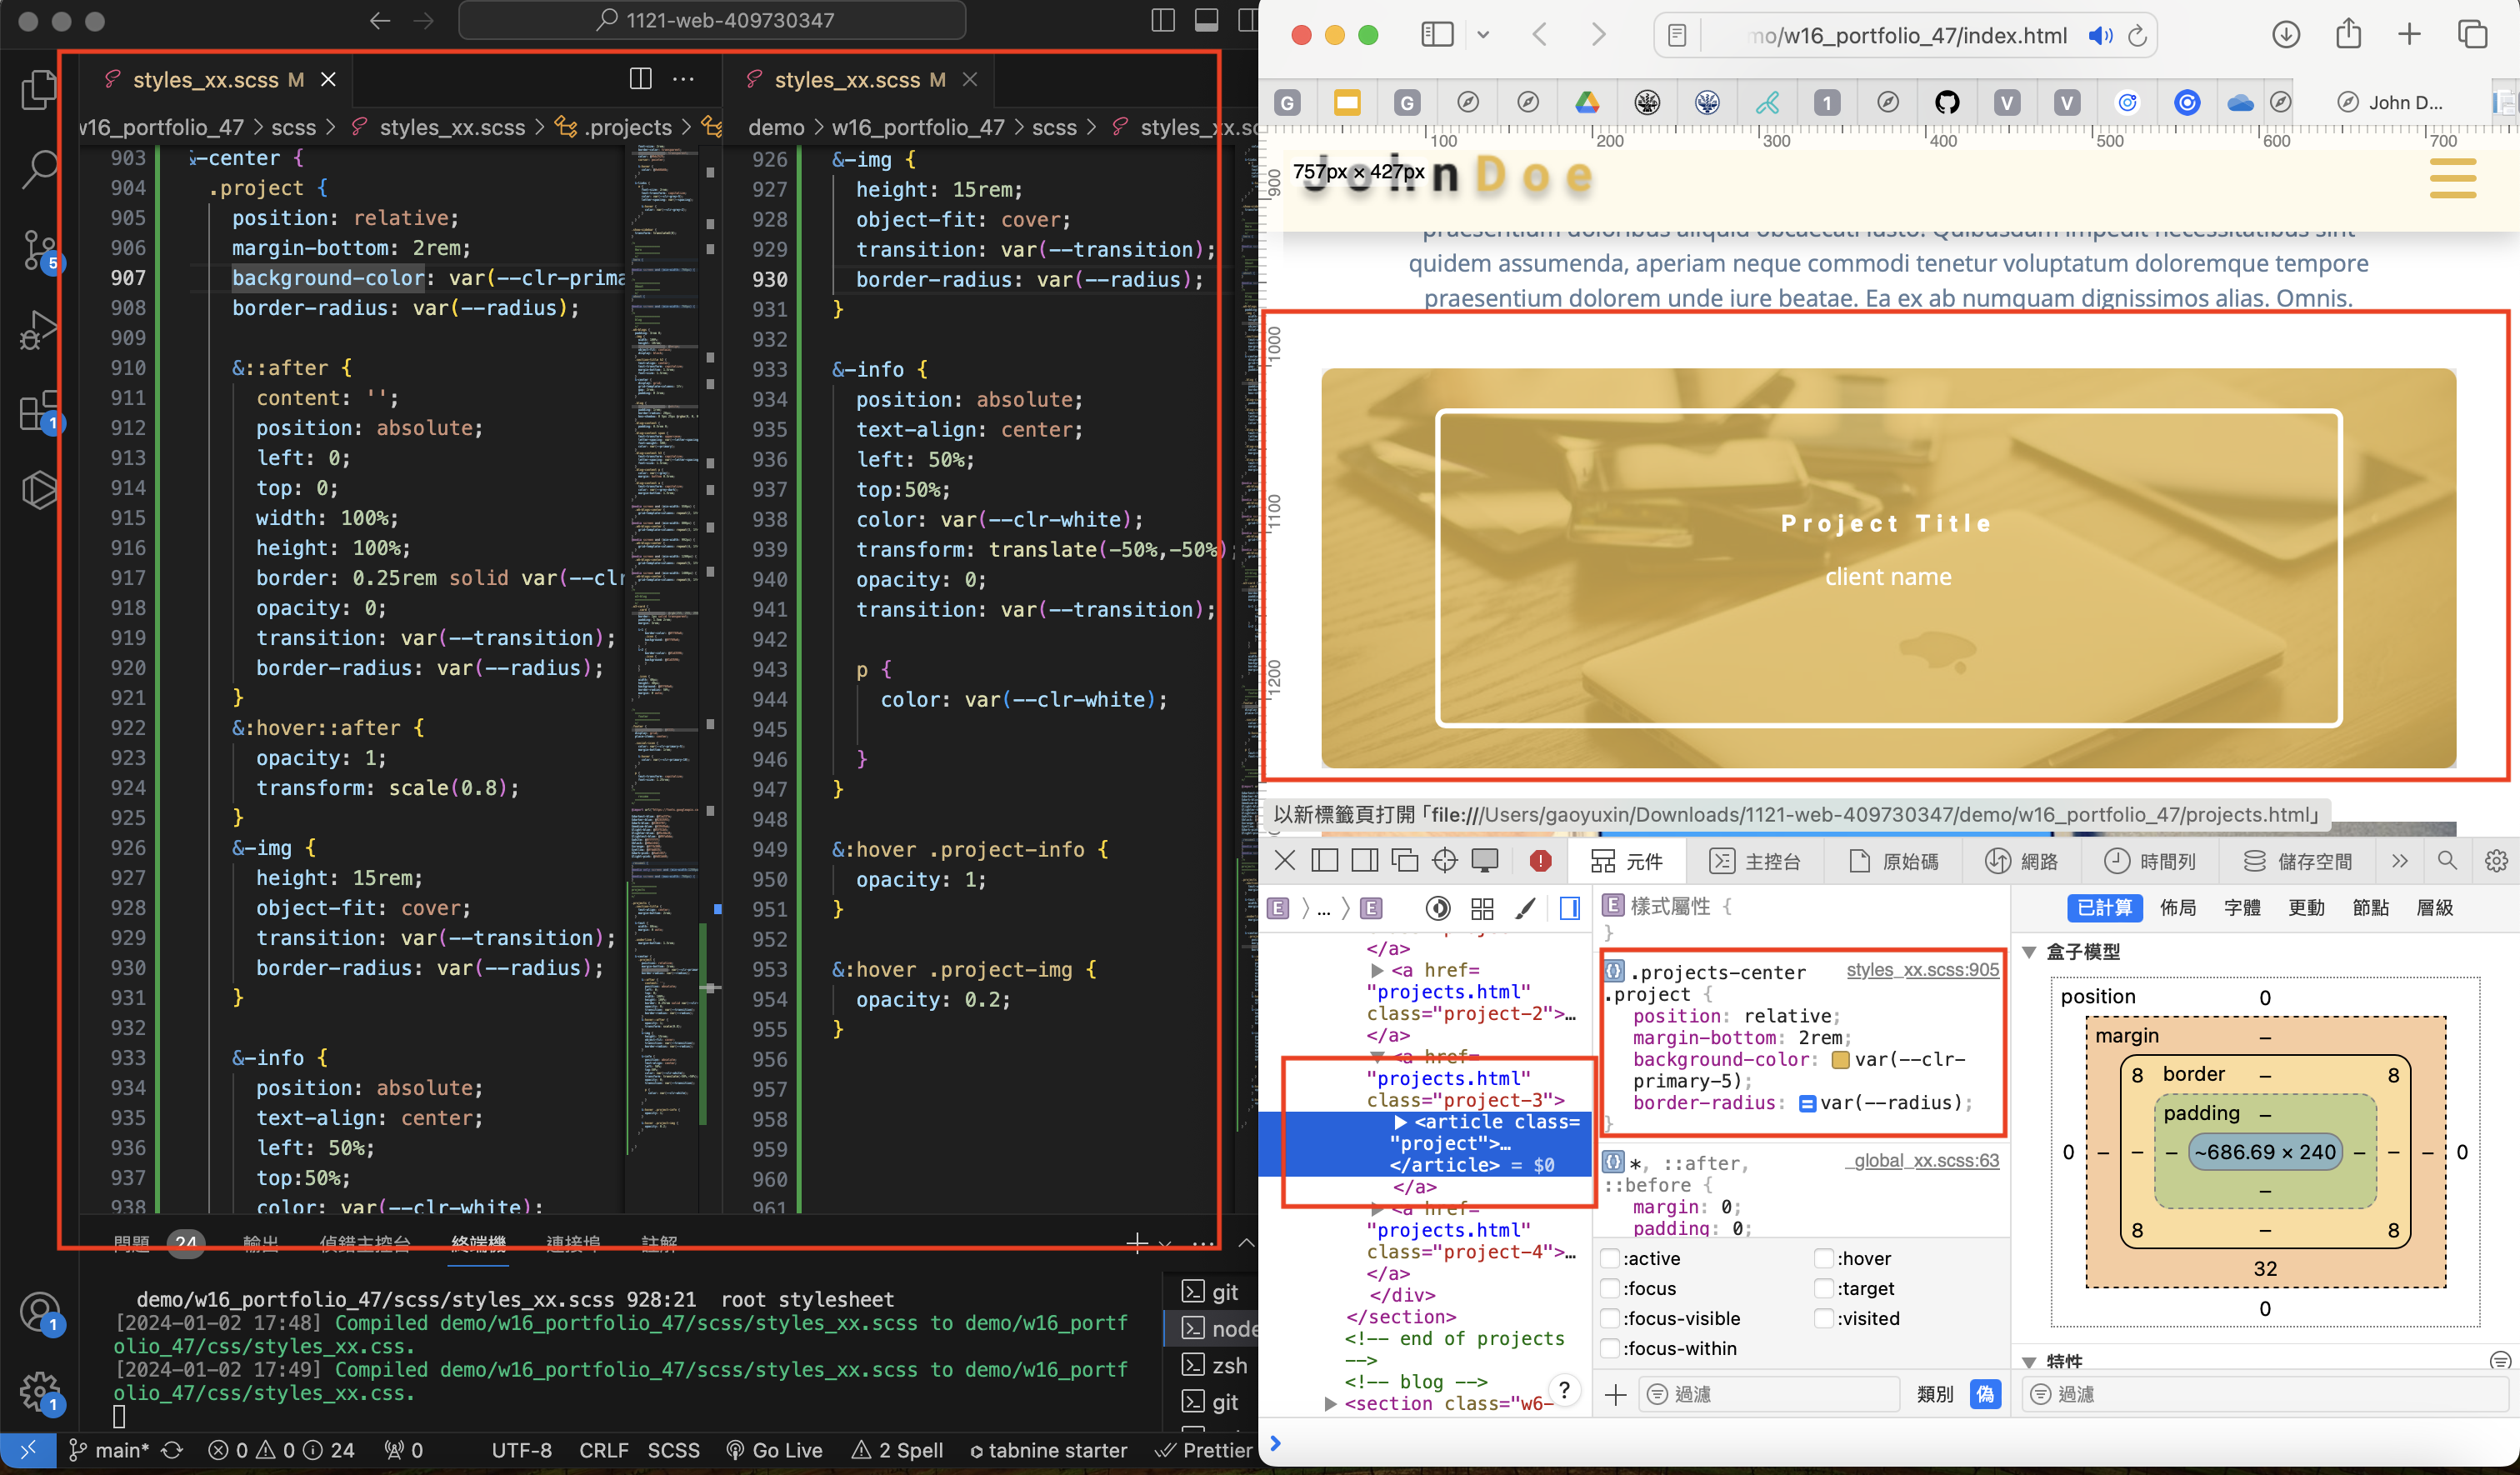 1121-web-409730347
styles_xx.scss M
w16_portfolio_47 > scss > styles_xx.scss > .projects >
903 &-center {
904 .project {
905 position: relative;
906 margin-bottom: 2rem;
907 background-color: var(--clr-prima
908 border-radius: var(--radius);
909
910 &::after {
911 content: '';
912 position: absolute;
913 left: 0;
914 top: 0;
915 width: 100%;
916 height: 100%;
917 border: 0.25rem solid var(--clr
918 opacity: 0;
919 transition: var(--transition);
920 border-radius: var(--radius);
921 }
922 &:hover::after {
923 opacity: 1;
924 transform: scale(0.8);
925 }
926 &-img {
927 height: 15rem;
928 object-fit: cover;
929 transition: var(--transition);
930 border-radius: var(--radius);
931 }
932
933 &-info {
934 position: absolute;
935 text-align: center;
936 left: 50%;
937 top:50%;
938 color: var(--clr-white);
styles_xx.scss M
demo > w16_portfolio_47 > scss > styles_xx.sc
926 &-img {
927 height: 15rem;
928 object-fit: cover;
929 transition: var(--transition);
930 border-radius: var(--radius);
931 }
932
933 &-info {
934 position: absolute;
935 text-align: center;
936 left: 50%;
937 top:50%;
938 color: var(--clr-white);
939 transform: translate(-50%,-50%);
940 opacity: 0;
941 transition: var(--transition);
942
943 p {
944 color: var(--clr-white);
945
946 }
947 }
948
949 &:hover .project-info {
950 opacity: 1;
951 }
952
953 &:hover .project-img {
954 opacity: 0.2;
955 }
956
957
958
959
960
961
問題 24 輸出 偵錯主控台 終端機 連接埠 註解
demo/w16_portfolio_47/scss/styles_xx.scss 928:21 root stylesheet
[2024-01-02 17:48] Compiled demo/w16_portfolio_47/scss/styles_xx.scss to demo/w16_portf
olio_47/css/styles_xx.css.
[2024-01-02 17:49] Compiled demo/w16_portfolio_47/scss/styles_xx.scss to demo/w16_portf
olio_47/css/styles_xx.css.
git
node
zsh
git
5
1
1
1
main* 0 0 24 0 UTF-8 CRLF SCSS Go Live 2 Spell tabnine starter Prettier
mo/w16_portfolio_47/index.html
G G 1 V V John D...
100 200 300 400 500 600 700
900
1000
1100
1200
757px × 427px
John Doe
praesentium doloribus aliquid obcaecati iusto. Quibusdam impedit necessitatibus sint
quidem assumenda, aperiam neque commodi tenetur voluptatum doloremque tempore
praesentium dolorem unde iure beatae. Ea ex ab numquam dignissimos alias. Omnis.
Project Title
client name
以新標籤頁打開「file:///Users/gaoyuxin/Downloads/1121-web-409730347/demo/w16_portfolio_47/projects.html」
元件 主控台 原始碼 網路 時間列 儲存空間
E ... E
</a>
<a href=
"projects.html"
class="project-2">…
</a>
<a href=
"projects.html"
class="project-3">
<article class=
"project">…
</article> = $0
</a>
<a href=
"projects.html"
class="project-4">…
</a>
</div>
</section>
<!-- end of projects
-->
<!-- blog -->
<section class="w6-
?
E 樣式屬性 {
}
.projects-center styles_xx.scss:905
.project {
position: relative;
margin-bottom: 2rem;
background-color: var(--clr-
primary-5);
border-radius: var(--radius);
}
*, ::after, _global_xx.scss:63
::before {
margin: 0;
padding: 0;
:active :hover
:focus :target
:focus-visible :visited
:focus-within
過濾 類別 偽
已計算 佈局 字體 更動 節點 層級
盒子模型
position 0
margin –
8 border – 8
padding –
0 – – – ~686.69 × 240 – – – 0
–
8 – 8
32
0
特性
過濾